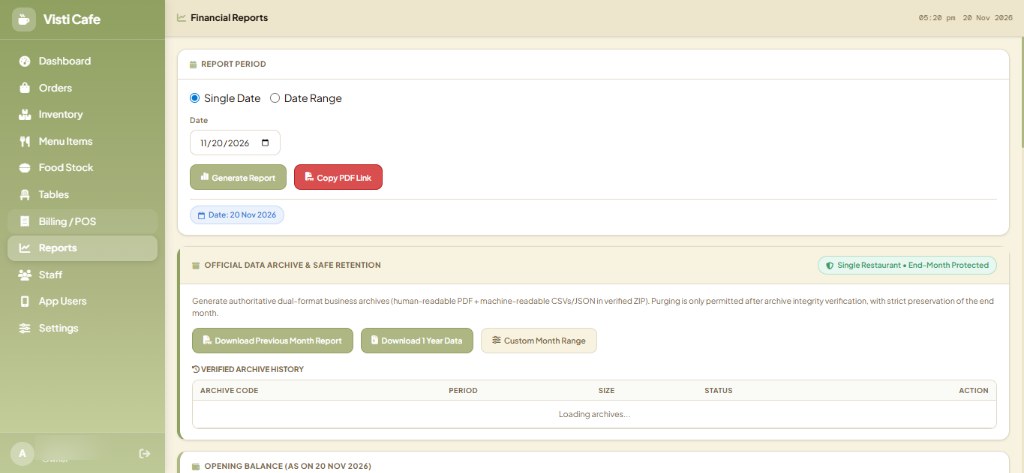 Visti Cafe
Financial Reports
05:20 pm 20 Nov 2026
Dashboard
Orders
Inventory
Menu Items
Food Stock
Tables
Billing / POS
Reports
Staff
App Users
Settings
A
REPORT PERIOD
Single Date
Date Range
Date
11/20/2026
Generate Report
Copy PDF Link
Date: 20 Nov 2026
OFFICIAL DATA ARCHIVE & SAFE RETENTION
Single Restaurant • End-Month Protected
Generate authoritative dual-format business archives (human-readable PDF + machine-readable CSVs/JSON in verified ZIP). Purging is only permitted after archive integrity verification, with strict preservation of the end
month.
Download Previous Month Report
Download 1 Year Data
Custom Month Range
VERIFIED ARCHIVE HISTORY
ARCHIVE CODE PERIOD SIZE STATUS ACTION
Loading archives...
OPENING BALANCE (AS ON 20 NOV 2026)